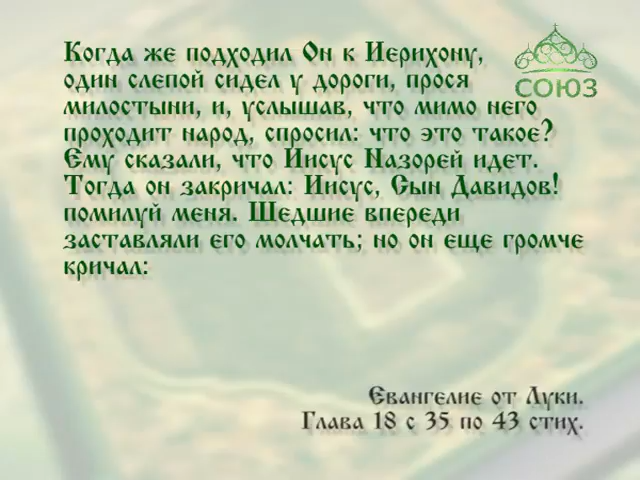 Когда же подходил Он к Иерихону,
один слепой сидел у дороги, прося
милостыни, и, услышав, что мимо него
проходит народ, спросил: что это такое?
Ему сказали, что Иисус Назорей идет.
Тогда он закричал: Иисус, Сын Давидов!
помилуй меня. Шедшие впереди
заставляли его молчать; но он еще громче
кричал:
СОЮЗ
Евангелие от Луки.
Глава 18 с 35 по 43 стих.